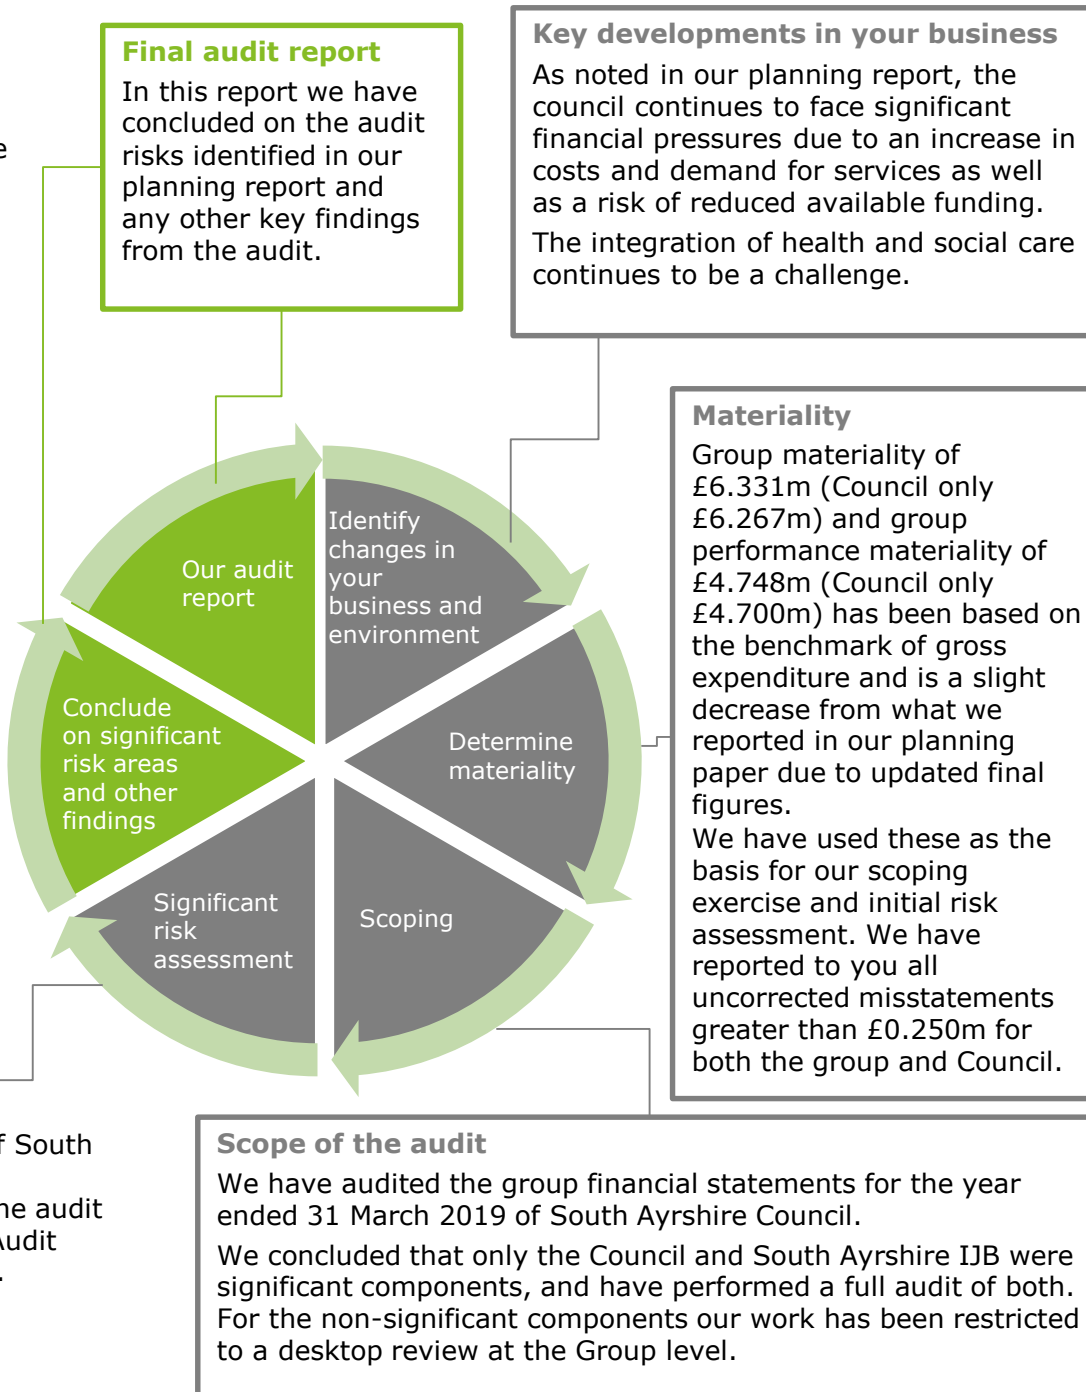 Final audit report
In this report we have
concluded on the audit
risks identified in our
planning report and
any other key findings
from the audit.
Key developments in your business
As noted in our planning report, the
council continues to face significant
financial pressures due to an increase in
costs and demand for services as well
as a risk of reduced available funding.
The integration of health and social care
continues to be a challenge.
Materiality
Group materiality of
£6.331m (Council only
£6.267m) and group
performance materiality of
£4.748m (Council only
£4.700m) has been based on
the benchmark of gross
expenditure and is a slight
decrease from what we
reported in our planning
paper due to updated final
figures.
We have used these as the
basis for our scoping
exercise and initial risk
assessment. We have
reported to you all
uncorrected misstatements
greater than £0.250m for
both the group and Council.
Identify
changes in
your
business and
environment
Determine
materiality
Scoping
Significant
risk
assessment
Conclude
on significant
risk areas
and other
findings
Our audit
report
South
audit
Scope of the audit
We have audited the group financial statements for the year
ended 31 March 2019 of South Ayrshire Council.
We concluded that only the Council and South Ayrshire IJB were
significant components, and have performed a full audit of both.
For the non-significant components our work has been restricted
to a desktop review at the Group level.